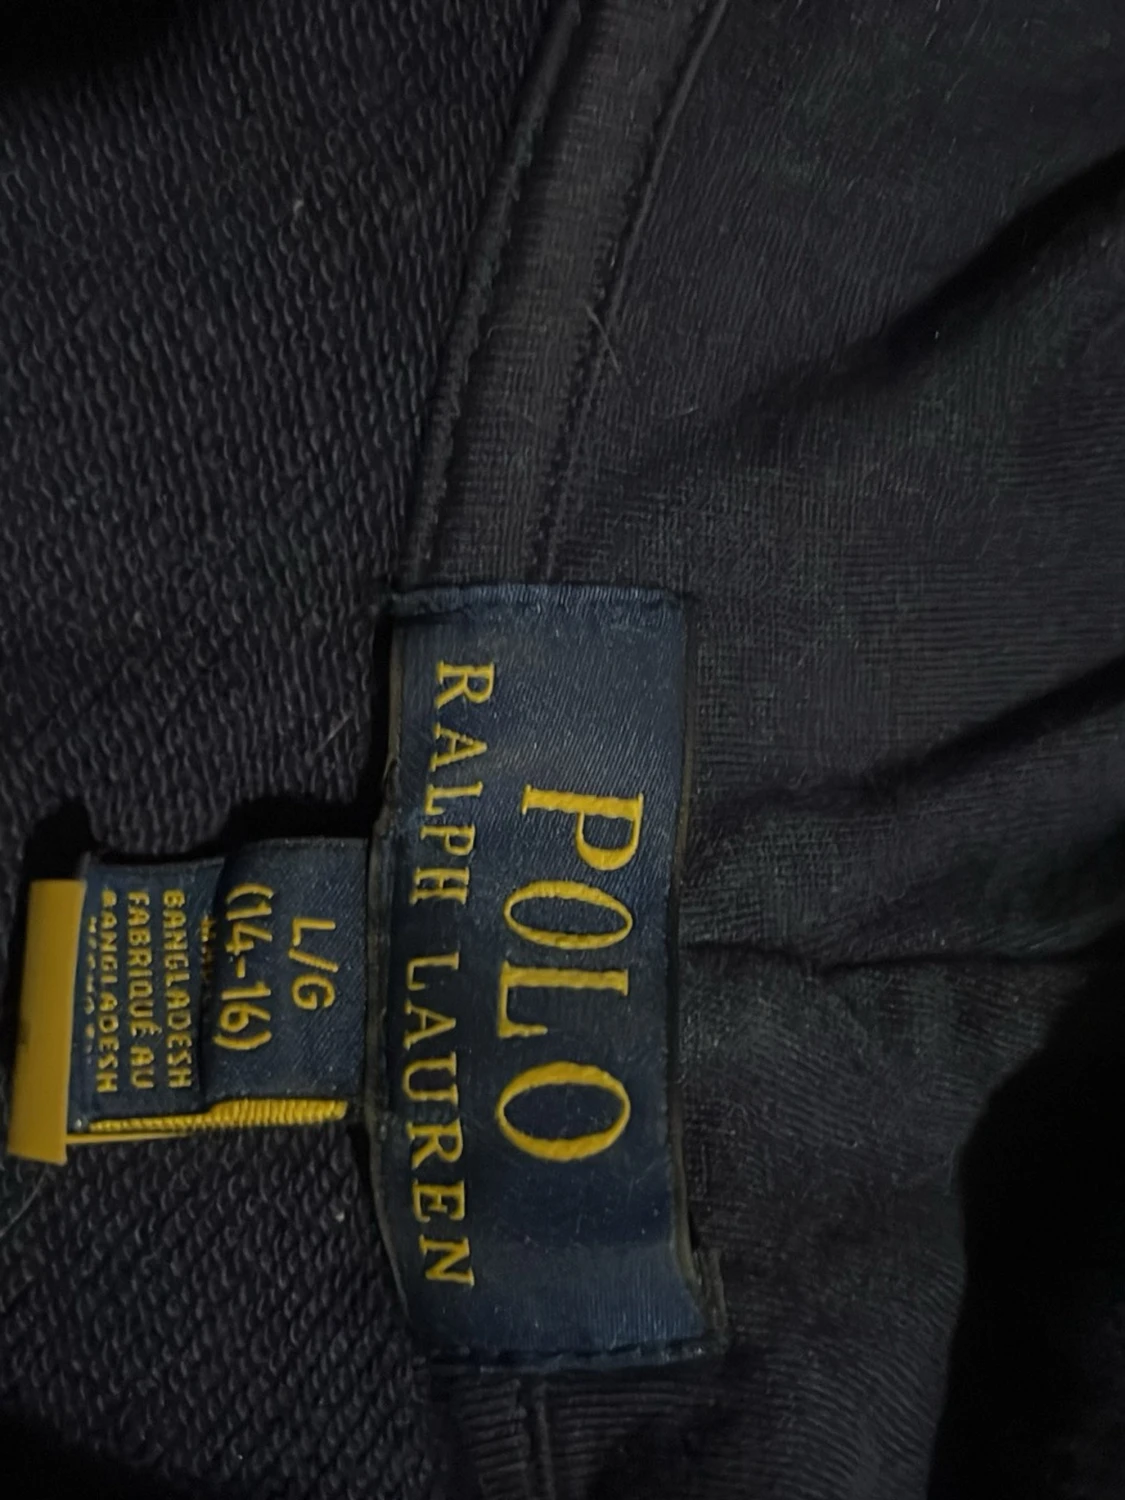 POLO
RALPH LAUREN
L/G
(14-16)
BANGLADESH
FABRIQUÉ AU
BANGLADESH